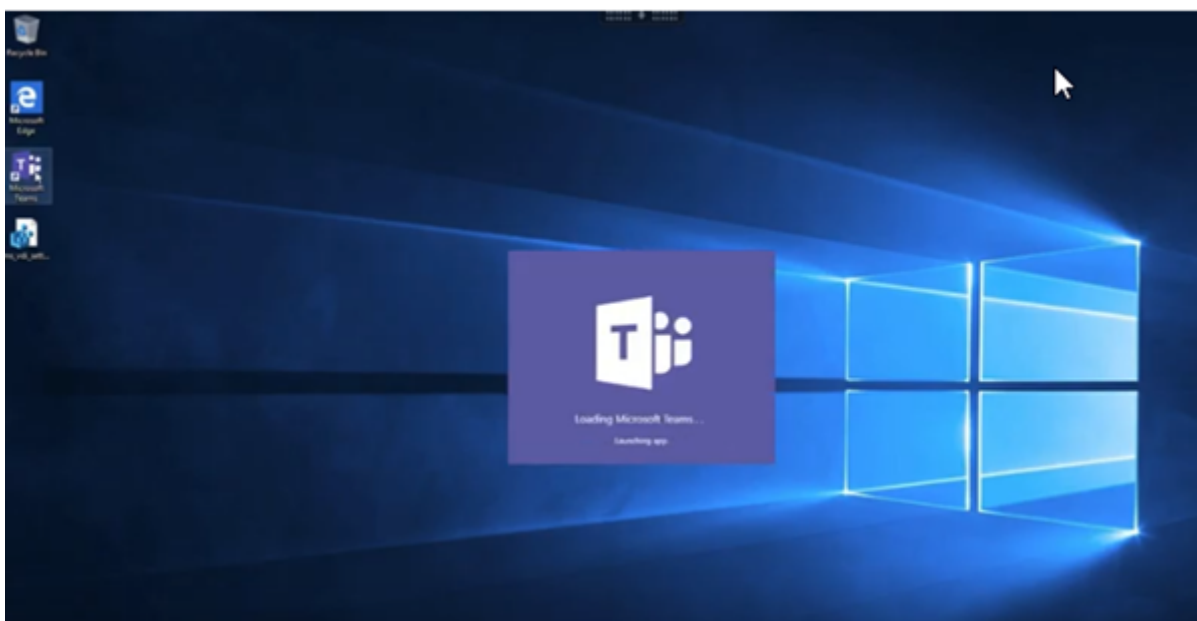 Recycle Bin
Microsoft
Edge
Microsoft
Teams
T
Loading Microsoft Teams...
Launching app